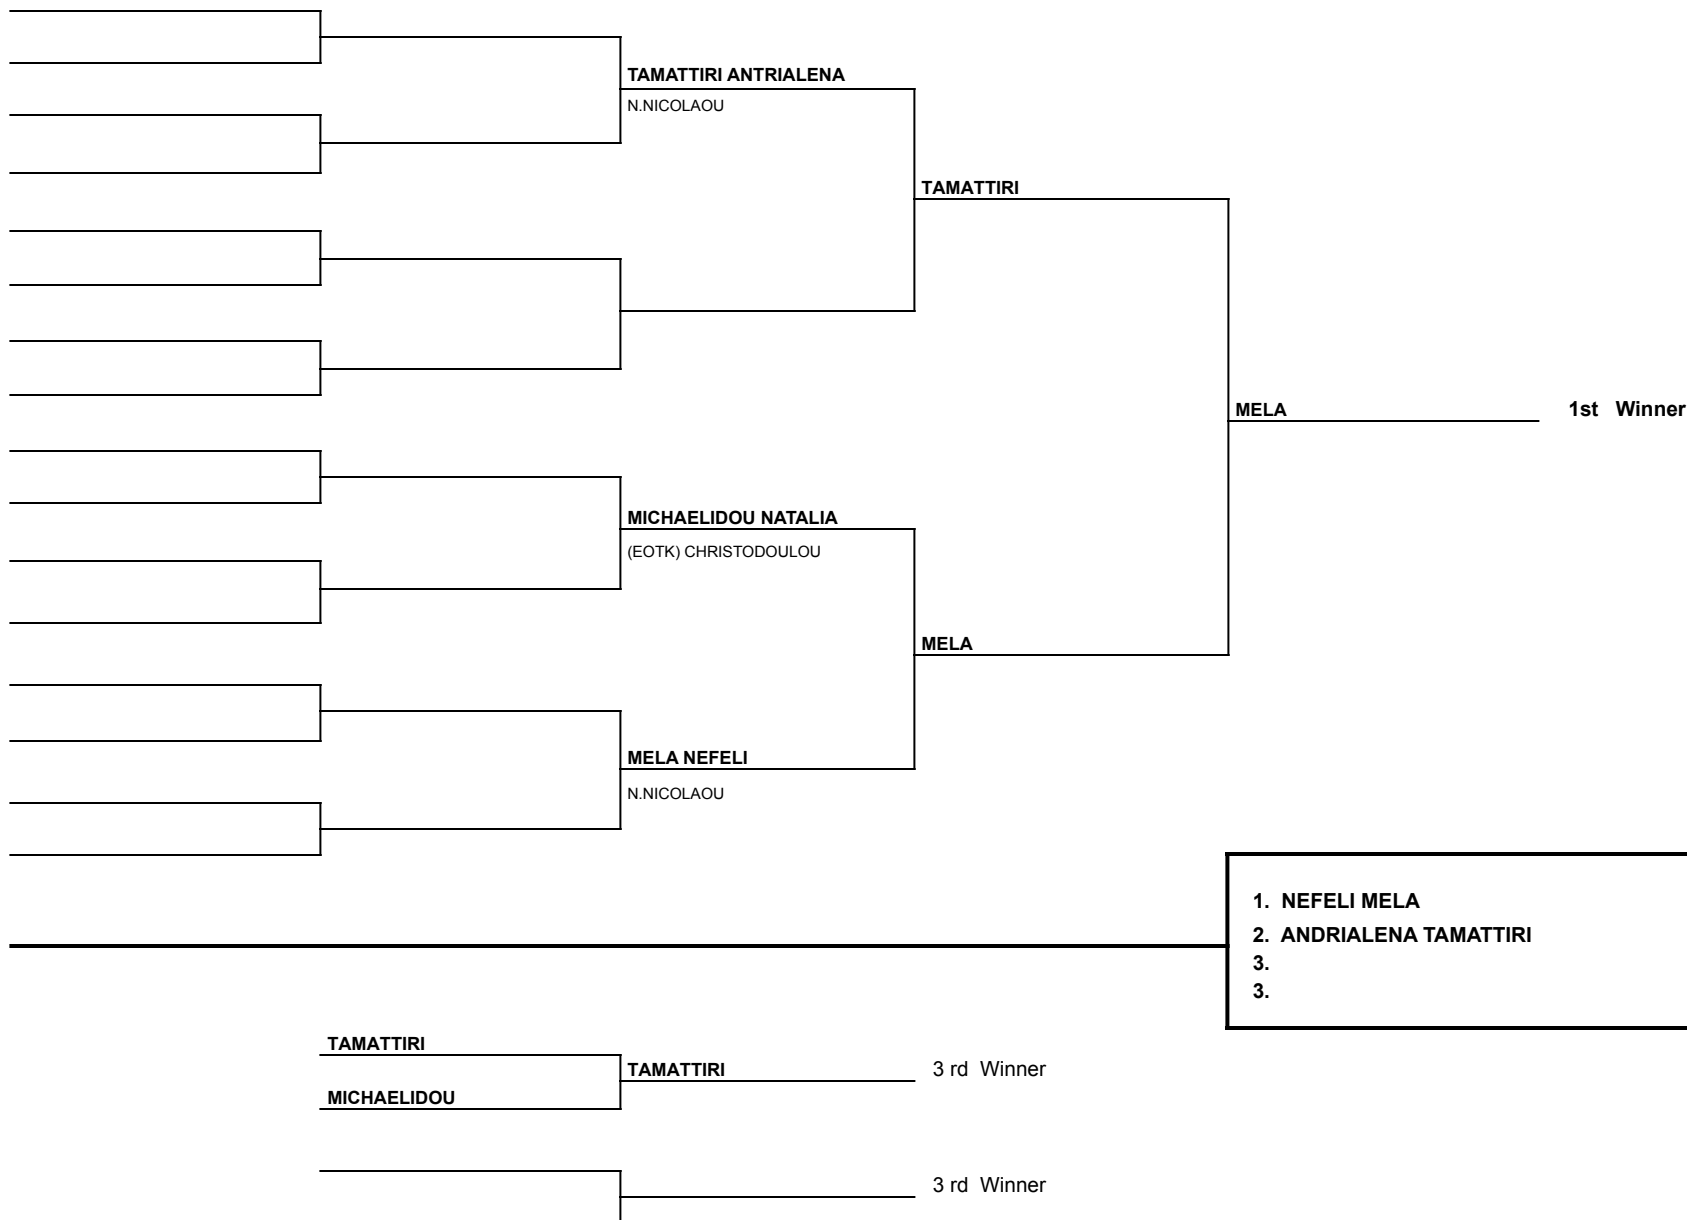 TAMATTIRI ANTRIALENA
N.NICOLAOU
TAMATTIRI
MELA
1st Winner
MICHAELIDOU NATALIA
(EOTK) CHRISTODOULOU
MELA
MELA NEFELI
N.NICOLAOU
1. NEFELI MELA
2. ANDRIALENA TAMATTIRI
3.
3.
TAMATTIRI
TAMATTIRI
3 rd Winner
MICHAELIDOU
3 rd Winner